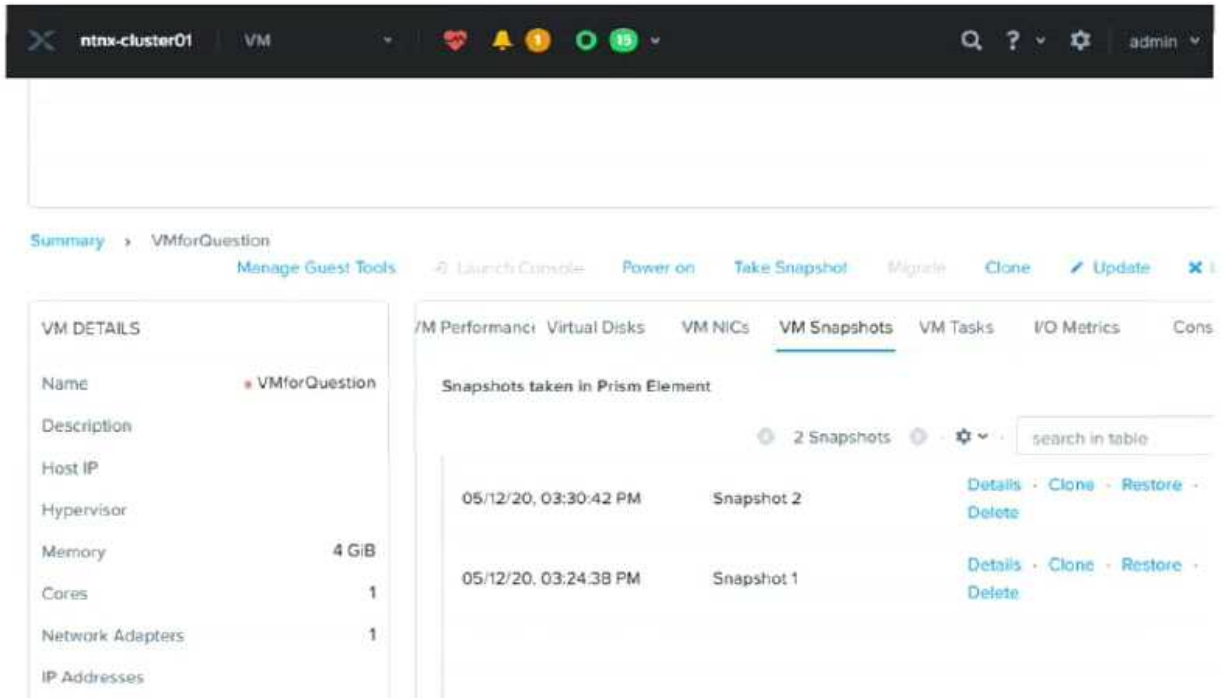 ntnx-cluster01 VM 1 15 ? admin
Summary > VMforQuestion
Manage Guest Tools Launch Console Power on Take Snapshot Migrate Clone Update
VM DETAILS
Name VMforQuestion
Description
Host IP
Hypervisor
Memory 4 GiB
Cores 1
Network Adapters 1
IP Addresses
VM Performance Virtual Disks VM NICs VM Snapshots VM Tasks I/O Metrics Cons
Snapshots taken in Prism Element
2 Snapshots · · search in table
05/12/20, 03:30:42 PM Snapshot 2 Details · Clone · Restore ·
Delete
05/12/20, 03:24:38 PM Snapshot 1 Details · Clone · Restore ·
Delete